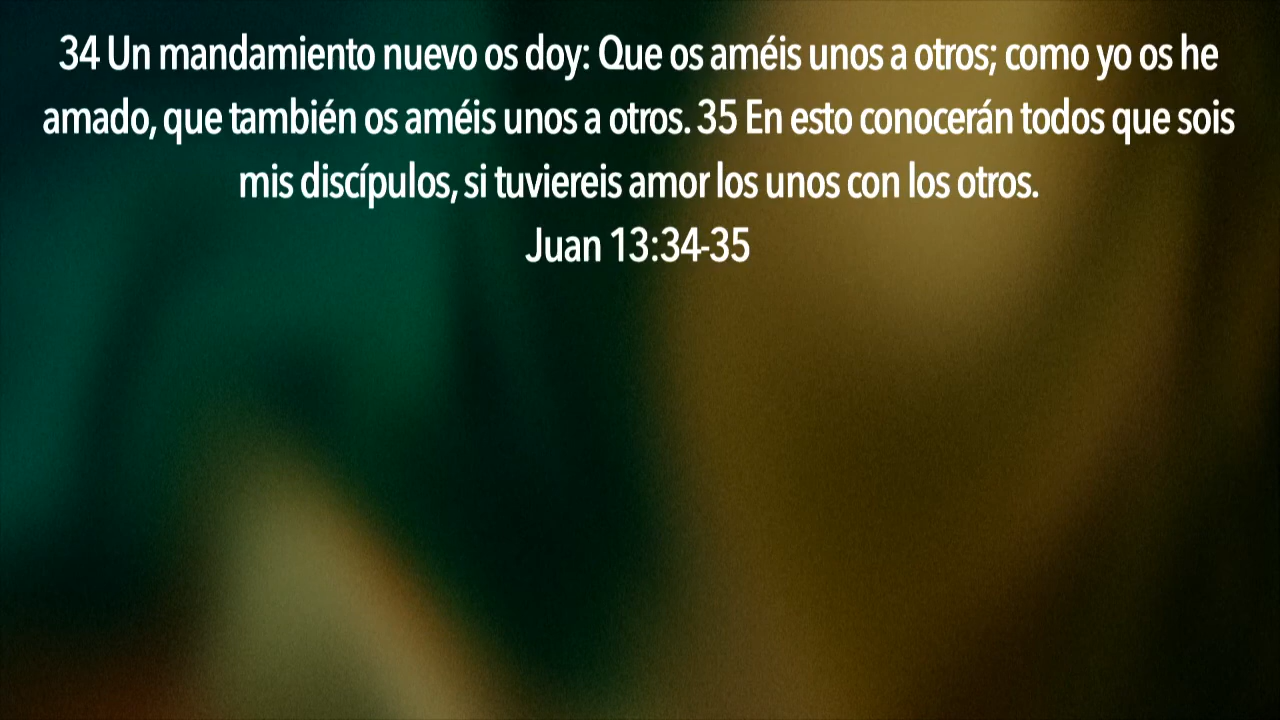 34 Un mandamiento nuevo os doy: Que os améis unos a otros; como yo os he
amado, que también os améis unos a otros. 35 En esto conocerán todos que sois
mis discípulos, si tuviereis amor los unos con los otros.
Juan 13:34-35